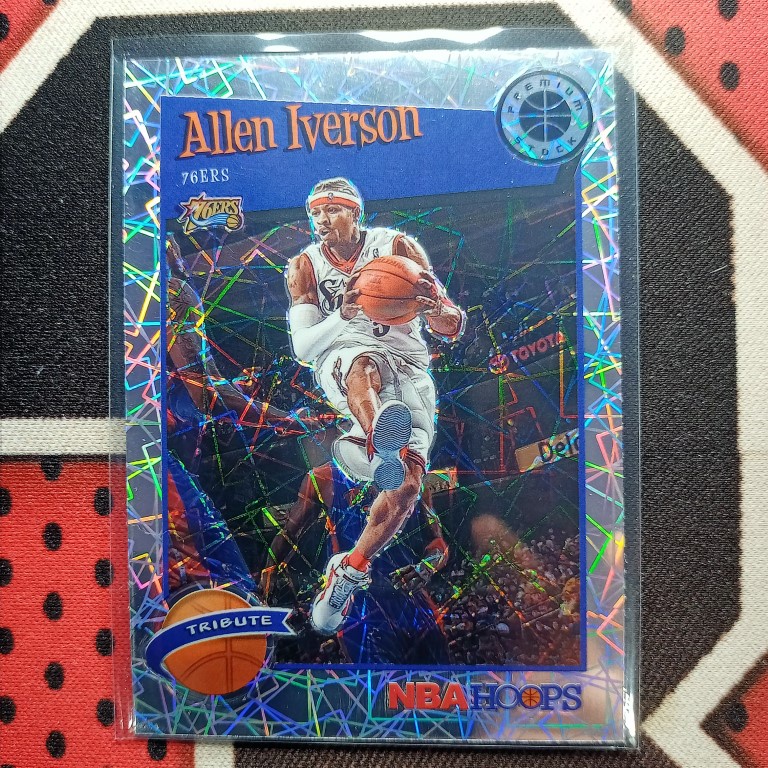 PREMIUM
STOCK
Allen Iverson
76ERS
76ERS
TOYOTA
TRIBUTE
NBA HOOPS